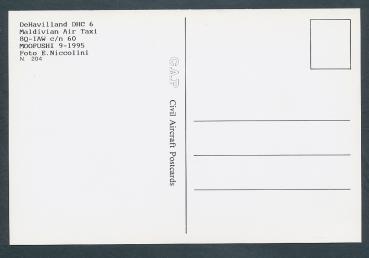 DeHavilland DHC 6
Maldivian Air Taxi
8Q-IAW c/n 60
MOOFUSHI 9-1995
Foto E.Niccolini
N. 204
G.A.P
Civil Aircraft Postcards